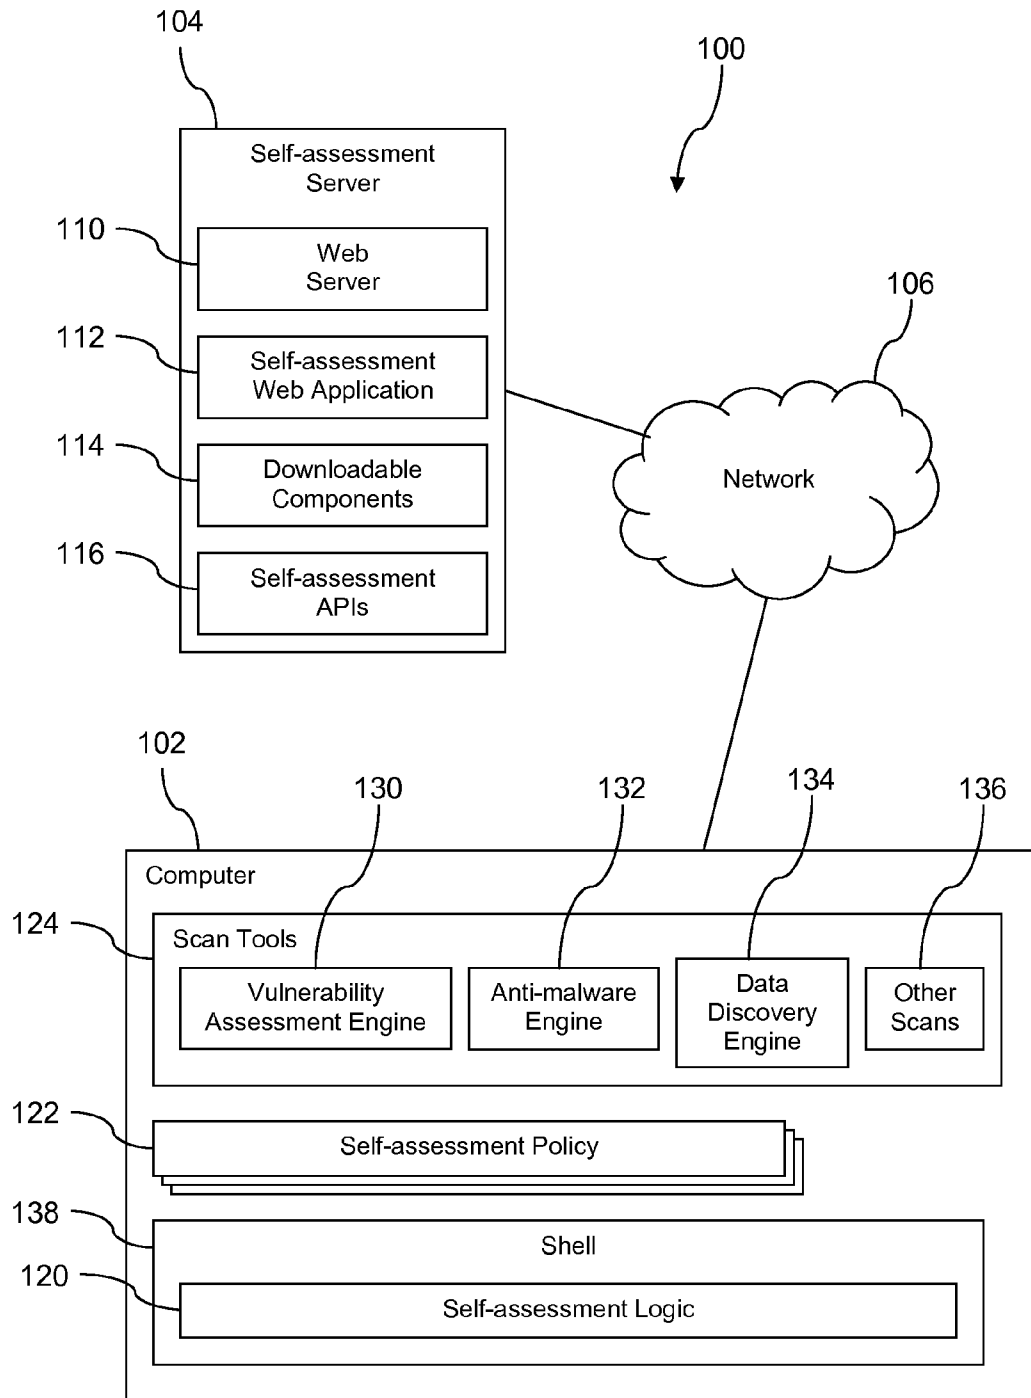 104
100
Self-assessment
Server
110
Web
Server
106
112
Self-assessment
Web Application
114
Downloadable
Components
Network
116
Self-assessment
APIs
102
130
132
134
136
Computer
124
Scan Tools
Vulnerability
Assessment Engine
Anti-malware
Engine
Data
Discovery
Engine
Other
Scans
122
Self-assessment Policy
138
Shell
120
Self-assessment Logic